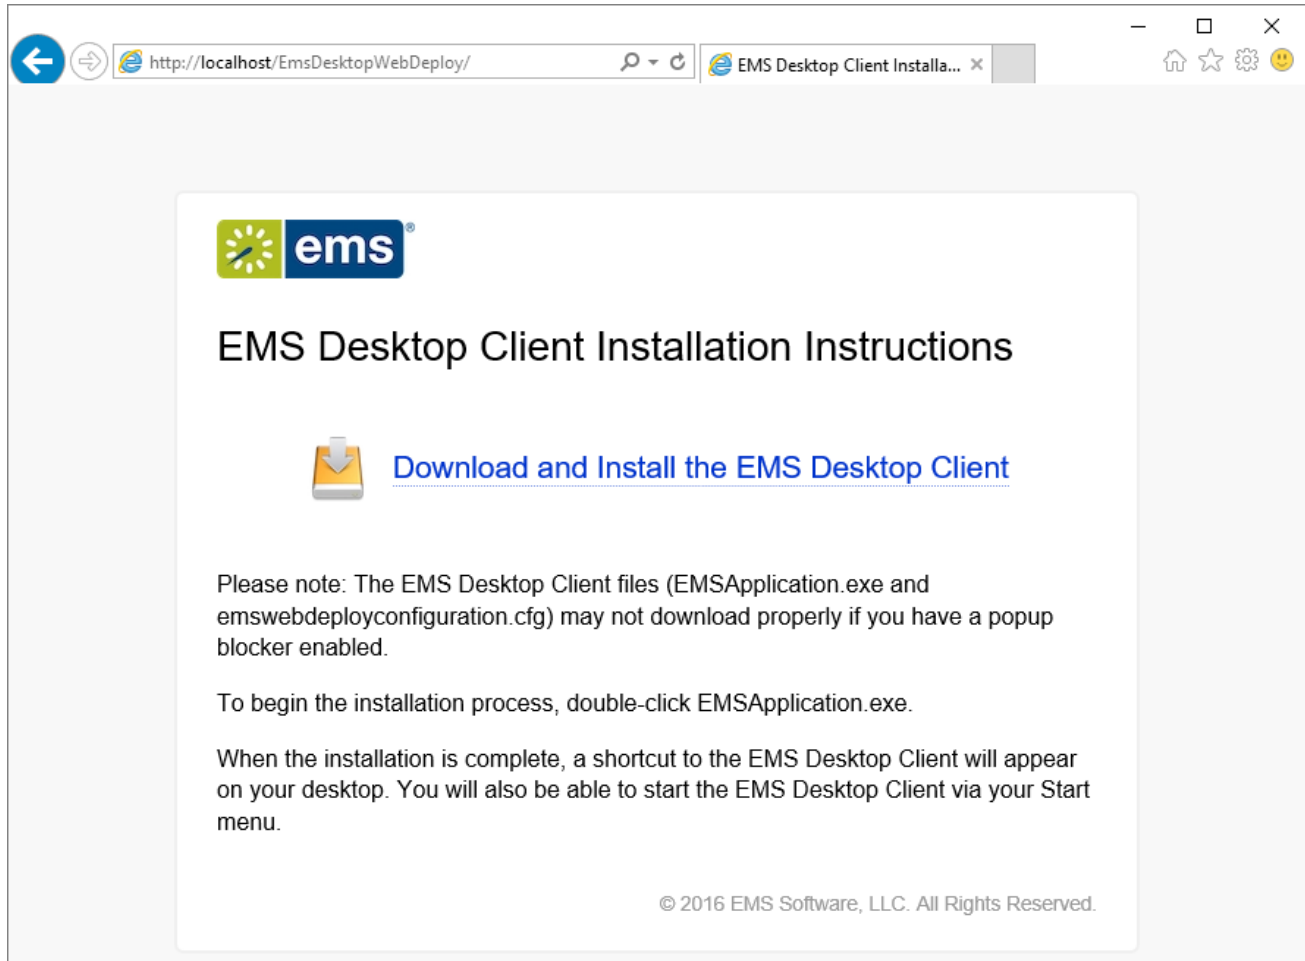 http://localhost/EmsDesktopWebDeploy/
EMS Desktop Client Installa...
ems®
EMS Desktop Client Installation Instructions
Download and Install the EMS Desktop Client
Please note: The EMS Desktop Client files (EMSApplication.exe and
emswebdeployconfiguration.cfg) may not download properly if you have a popup
blocker enabled.
To begin the installation process, double-click EMSApplication.exe.
When the installation is complete, a shortcut to the EMS Desktop Client will appear
on your desktop. You will also be able to start the EMS Desktop Client via your Start
menu.
© 2016 EMS Software, LLC. All Rights Reserved.